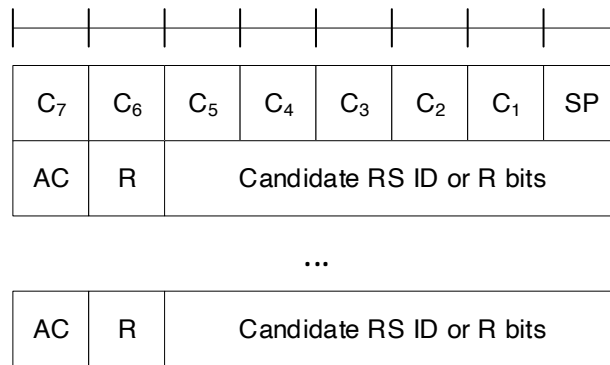 C₇ C₆ C₅ C₄ C₃ C₂ C₁ SP
AC R Candidate RS ID or R bits
...
AC R Candidate RS ID or R bits